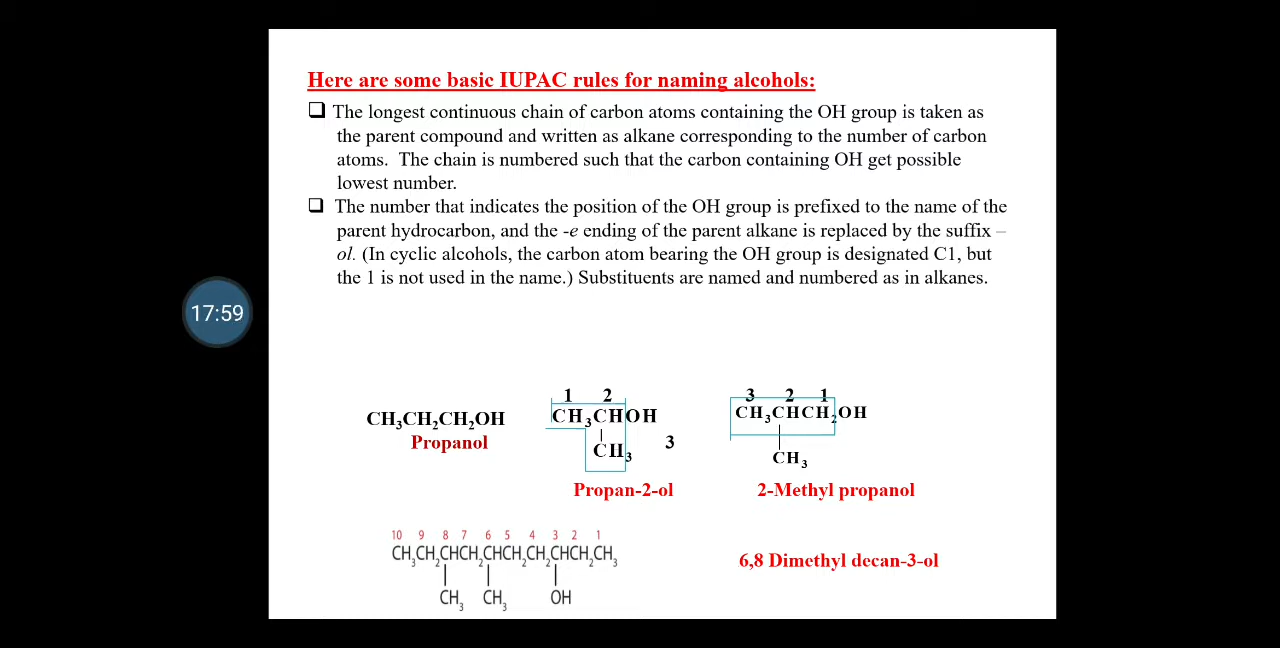 Here are some basic IUPAC rules for naming alcohols:
❑ The longest continuous chain of carbon atoms containing the OH group is taken as
the parent compound and written as alkane corresponding to the number of carbon
atoms.  The chain is numbered such that the carbon containing OH get possible
lowest number.
❑ The number that indicates the position of the OH group is prefixed to the name of the
parent hydrocarbon, and the -e ending of the parent alkane is replaced by the suffix –
ol. (In cyclic alcohols, the carbon atom bearing the OH group is designated C1, but
the 1 is not used in the name.) Substituents are named and numbered as in alkanes.
17:59
CH₃CH₂CH₂OH
Propanol
1 2
CH₃CHOH
CH₃ 3
Propan-2-ol
3 2 1
CH₃CHCH₂OH
CH₃
2-Methyl propanol
10 9 8 7 6 5 4 3 2 1
CH₃CH₂CHCH₂CHCH₂CH₂CHCH₂CH₃
CH₃ CH₃ OH
6,8 Dimethyl decan-3-ol